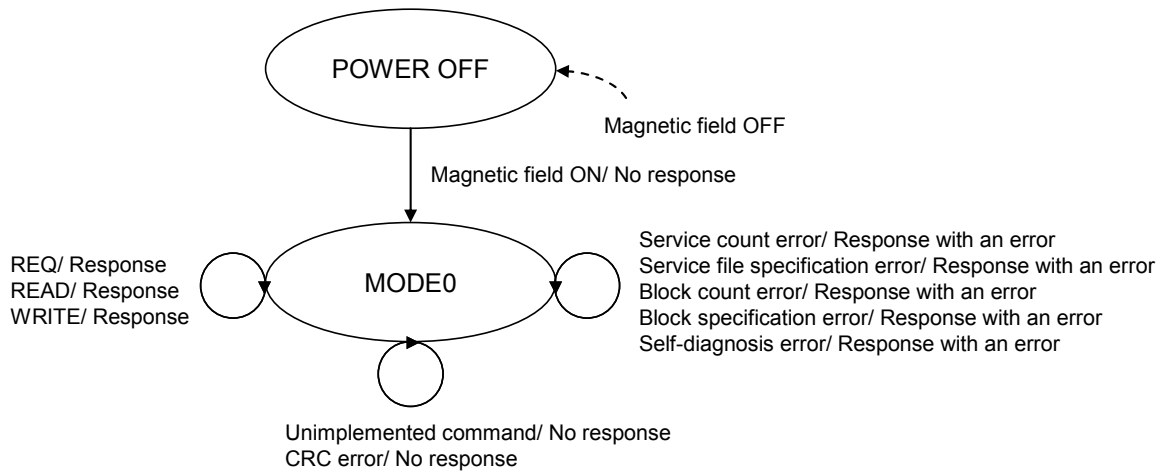 POWER OFF
Magnetic field OFF
Magnetic field ON/ No response
REQ/ Response
READ/ Response
WRITE/ Response
MODE0
Service count error/ Response with an error
Service file specification error/ Response with an error
Block count error/ Response with an error
Block specification error/ Response with an error
Self-diagnosis error/ Response with an error
Unimplemented command/ No response
CRC error/ No response